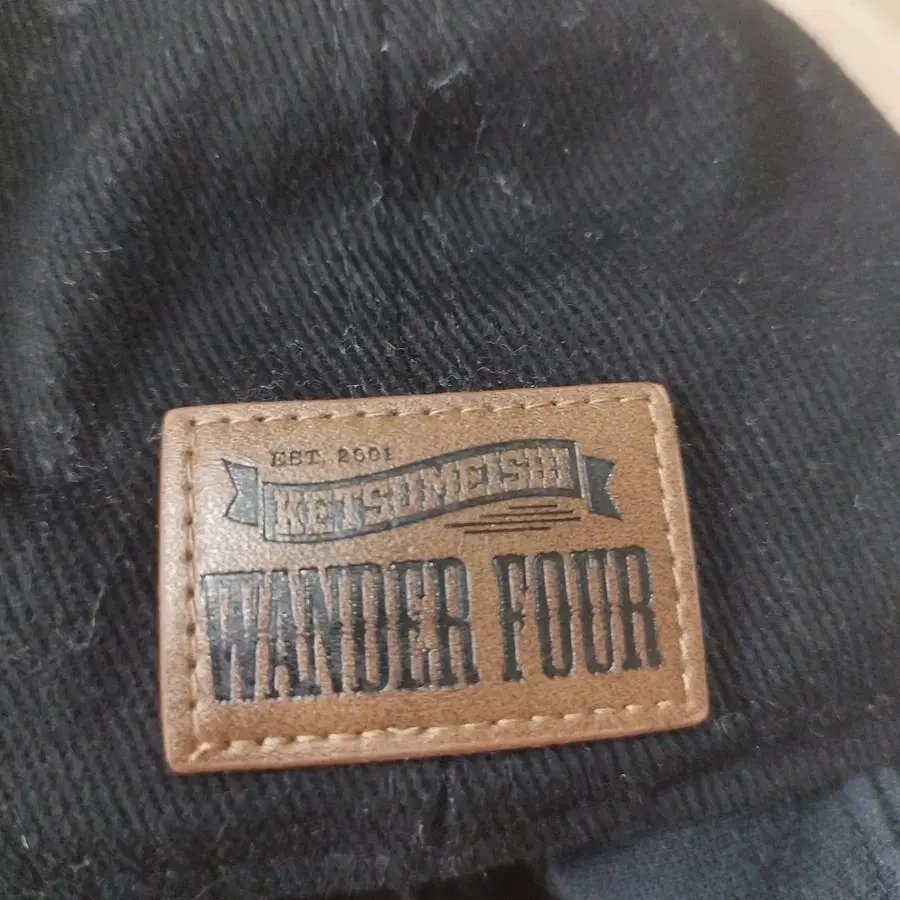 EST. 2001
KETSUMEISHI
WANDER FOUR